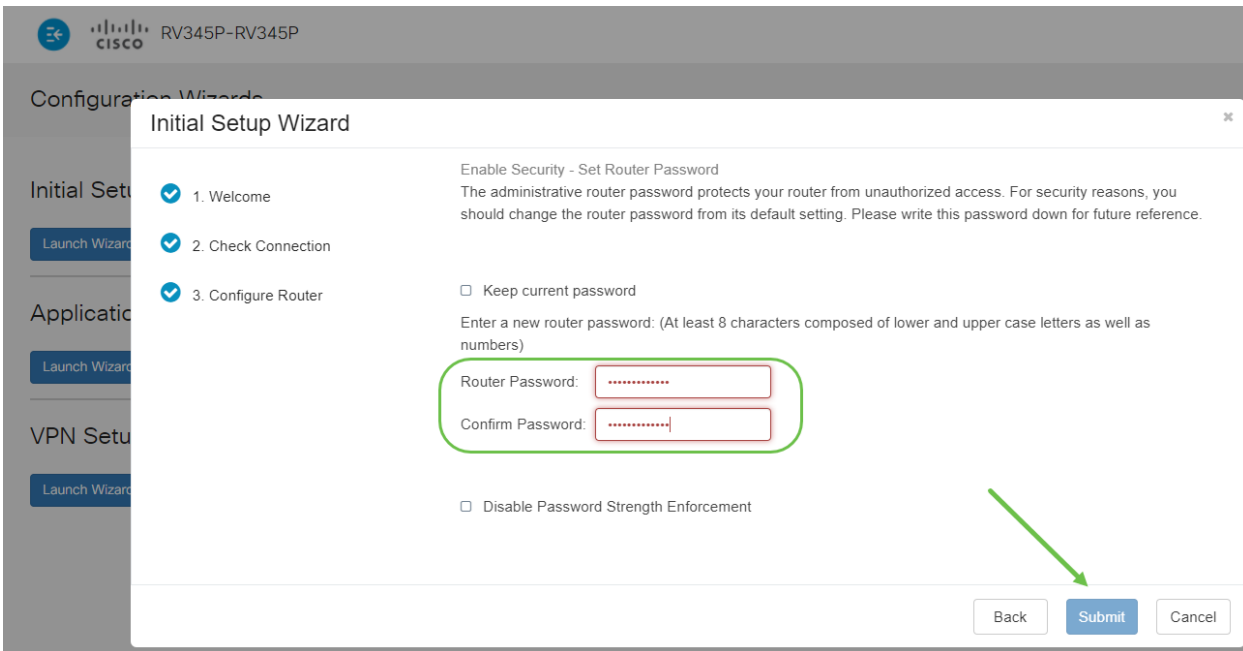 CISCO RV345P-RV345P
Configuration Wizards
Initial Setup Wizard
Initial Setu
Launch Wizard
Applicatio
Launch Wizard
VPN Setu
Launch Wizard
1. Welcome
2. Check Connection
3. Configure Router
Enable Security - Set Router Password
The administrative router password protects your router from unauthorized access. For security reasons, you
should change the router password from its default setting. Please write this password down for future reference.
Keep current password
Enter a new router password: (At least 8 characters composed of lower and upper case letters as well as
numbers)
Router Password: •••••••••••••
Confirm Password: •••••••••••••
Disable Password Strength Enforcement
Back Submit Cancel